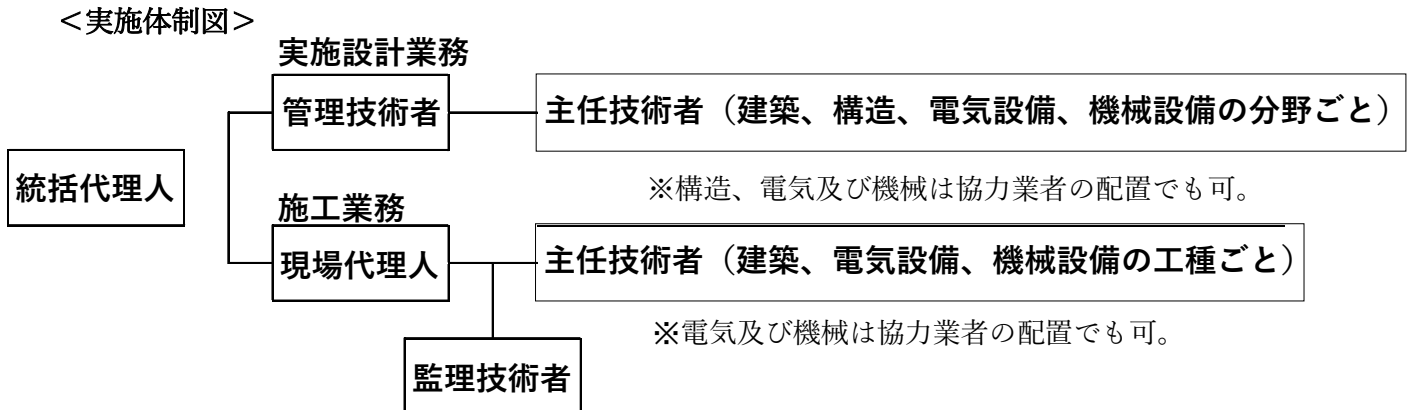 ＜実施体制図＞
実施設計業務
管理技術者
主任技術者（建築、構造、電気設備、機械設備の分野ごと）
統括代理人
※構造、電気及び機械は協力業者の配置でも可。
施工業務
現場代理人
主任技術者（建築、電気設備、機械設備の工種ごと）
※電気及び機械は協力業者の配置でも可。
監理技術者